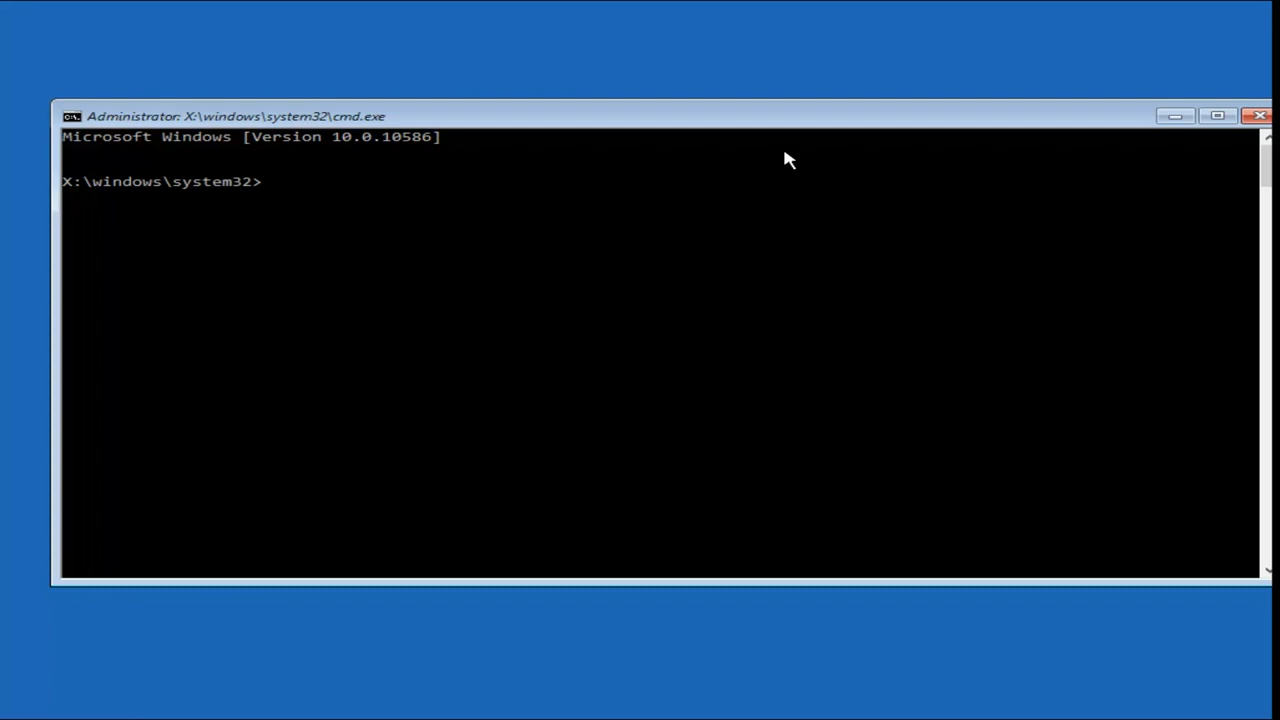 Administrator: X:\windows\system32\cmd.exe
Microsoft Windows [Version 10.0.10586]
X:\windows\system32>